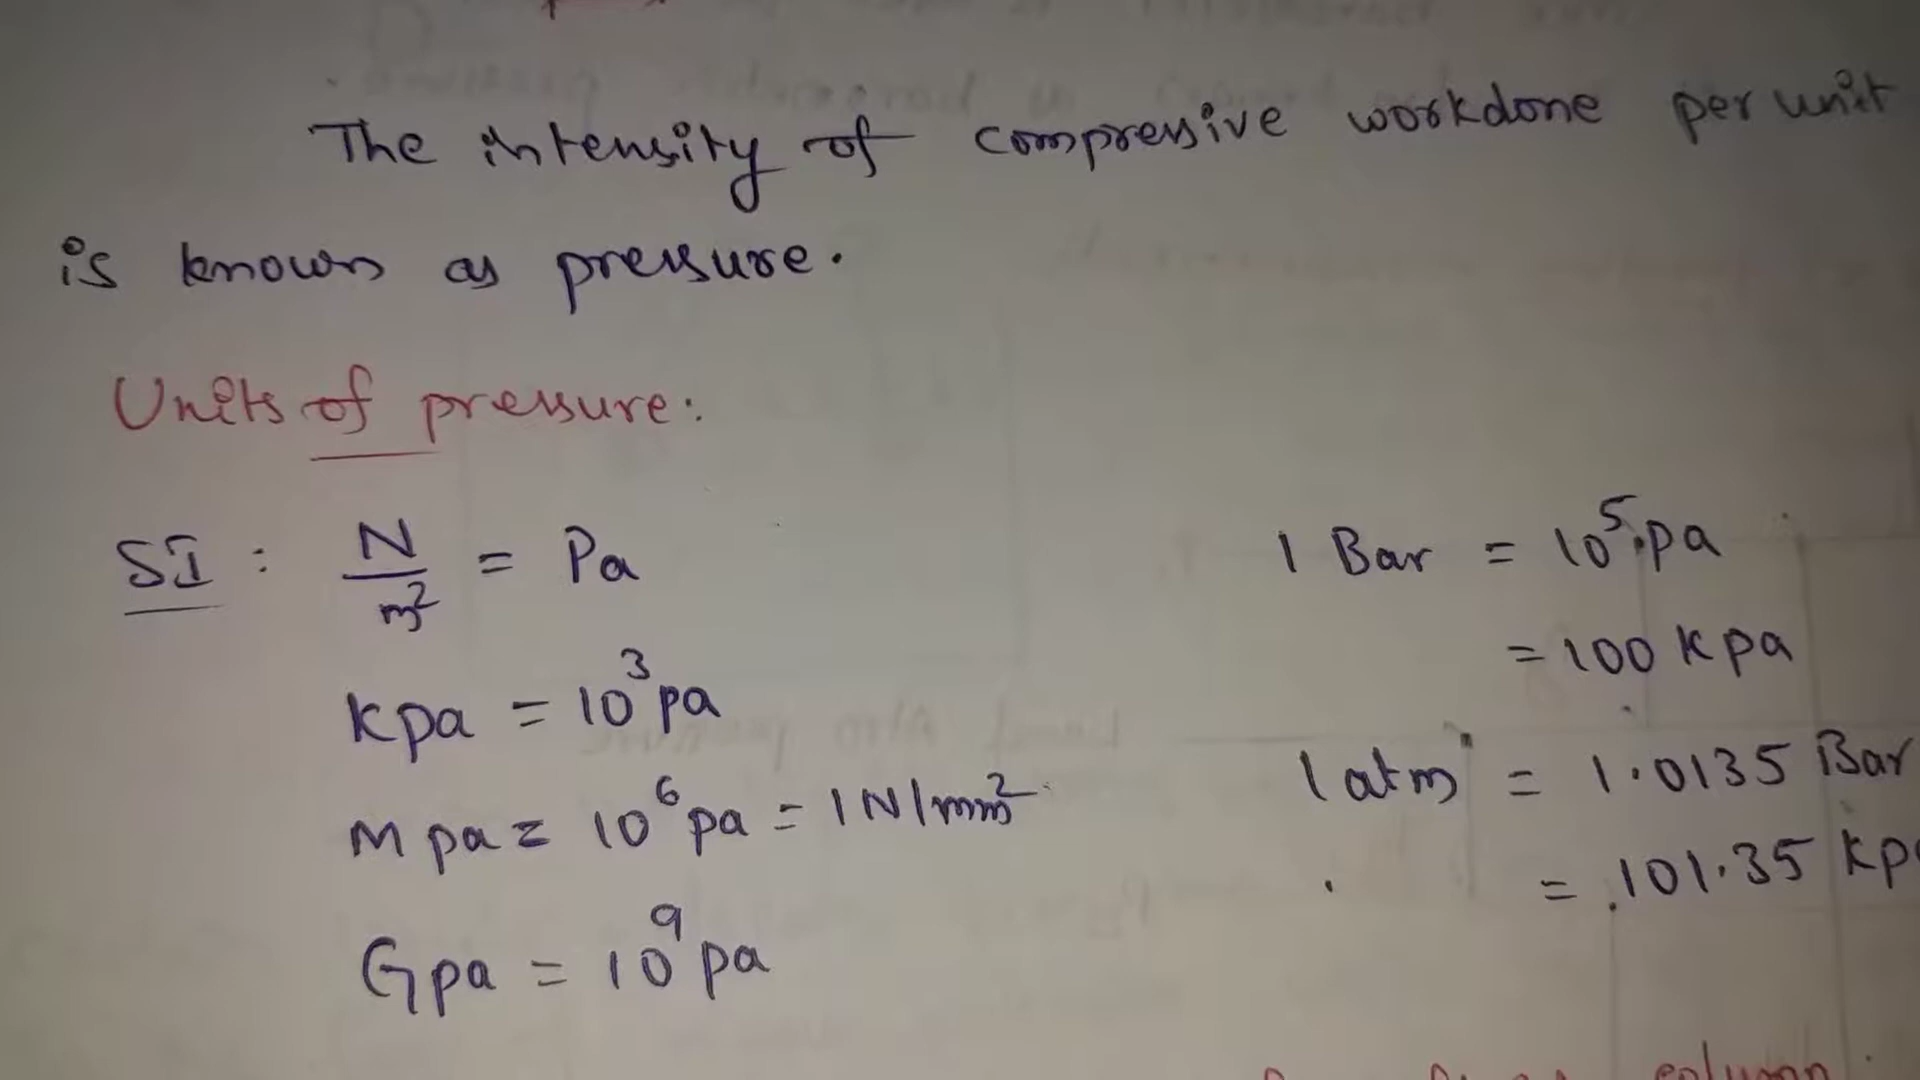 The intensity of compressive workdone per unit
is known as pressure.
Units of pressure:
SI : N/m² = Pa
kpa = 10³ pa
Mpa = 10⁶ pa = 1N/mm²
Gpa = 10⁹ pa
1 Bar = 10⁵ pa
= 100 kpa
1 atm = 1.0135 Bar
= 101.35 kp
column